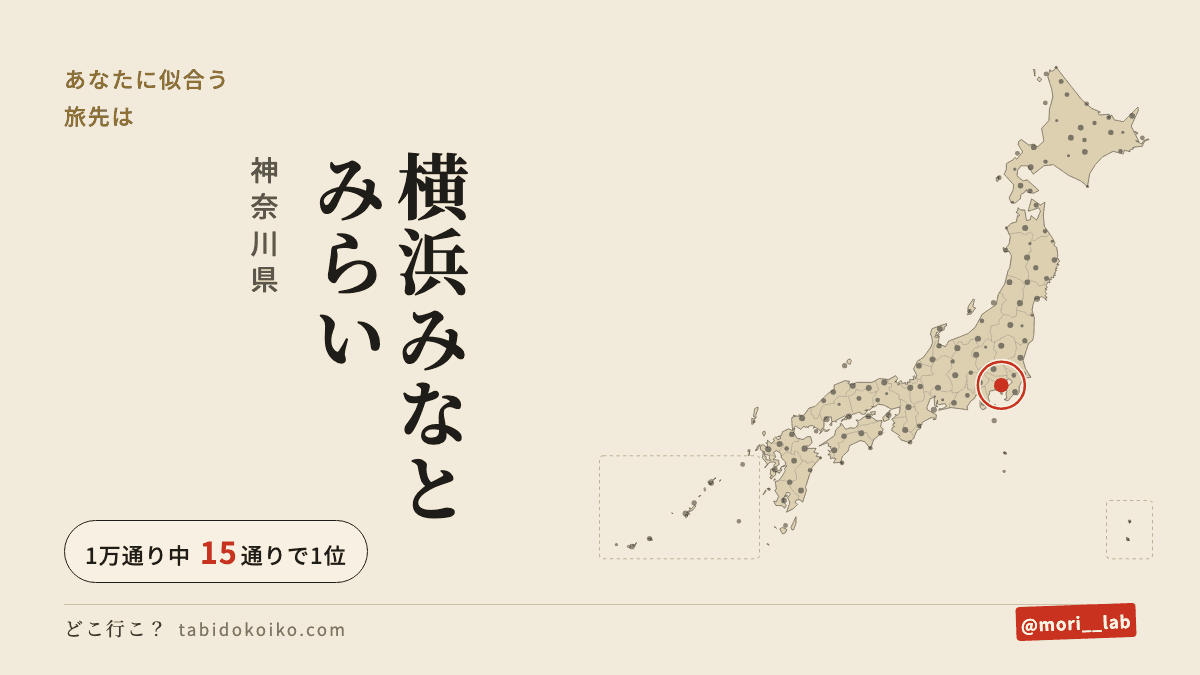 あなたに似合う
旅先は
横浜みなと
みらい
神奈川県
1万通り中 15通りで1位
どこ行こ？ tabidokoiko.com
@mori__lab